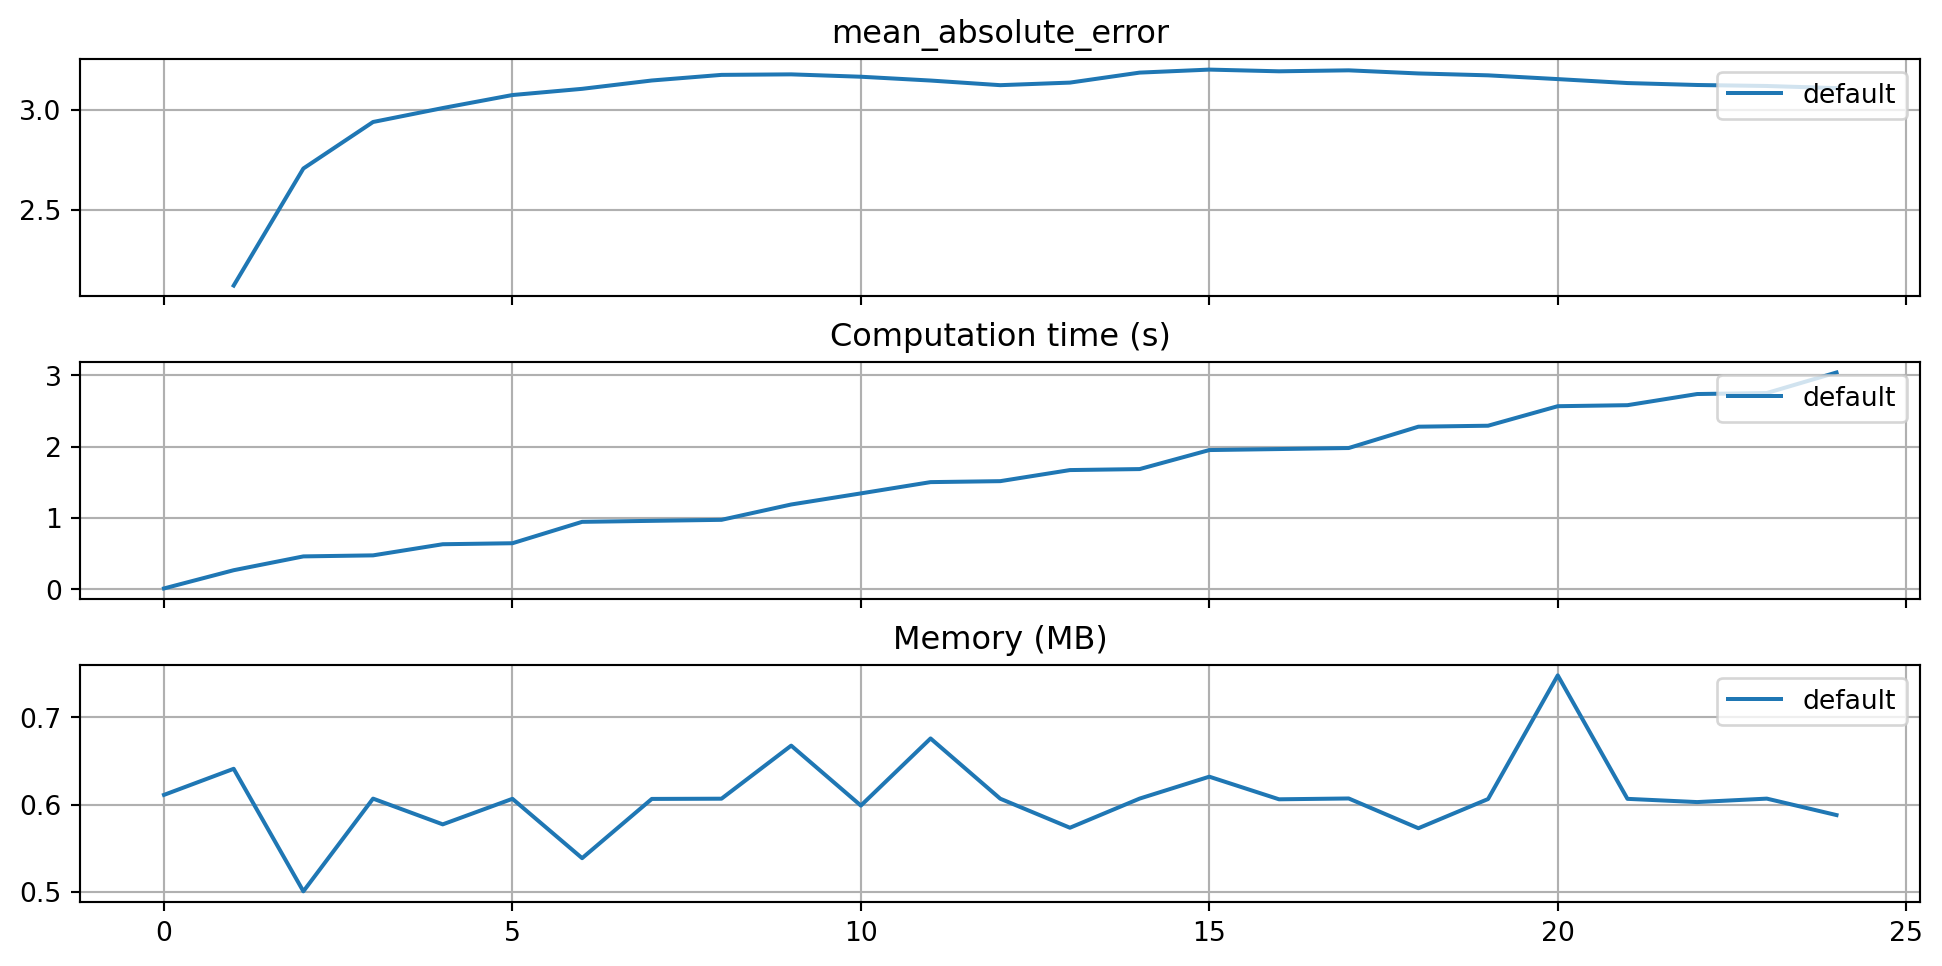 mean_absolute_error
3.0
2.5
default
Computation time (s)
3
2
1
0
default
Memory (MB)
0.7
0.6
0.5
default
0 5 10 15 20 25